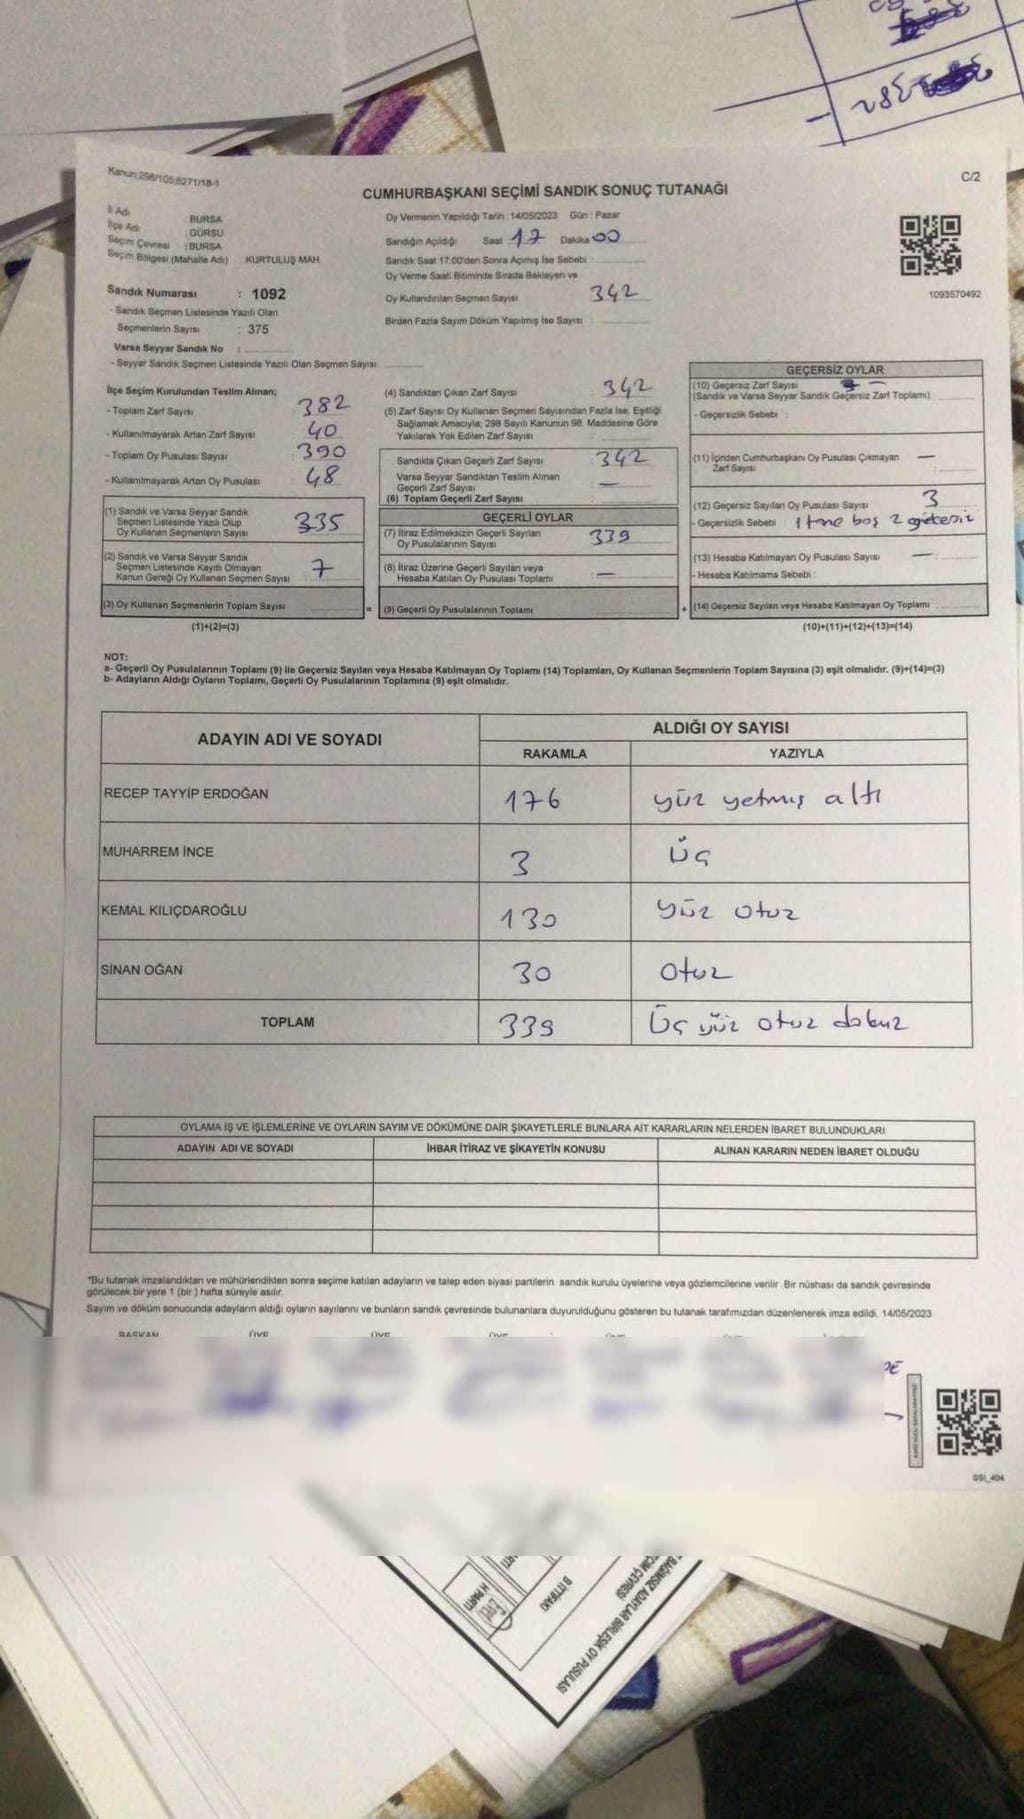 Kanun;298/105,6271/18-1
C/2
CUMHURBAŞKANI SEÇİMİ SANDIK SONUÇ TUTANAĞI
İl Adı : BURSA
İlçe Adı : GÜRSU
Seçim Çevresi : BURSA
Seçim Bölgesi (Mahalle Adı) : KURTULUŞ MAH
Sandık Numarası : 1092
- Sandık Seçmen Listesinde Yazılı Olan
Seçmenlerin Sayısı : 375
Varsa Seyyar Sandık No :
- Seyyar Sandık Seçmen Listesinde Yazılı Olan Seçmen Sayısı
Oy Vermenin Yapıldığı Tarih : 14/05/2023 Gün : Pazar
Sandığın Açıldığı Saat 17 Dakika 00
Sandık Saat 17:00'den Sonra Açımış İse Sebebi :
Oy Verme Saati Bitiminde Sırada Bekleyen ve
Oy Kullandırılan Seçmen Sayısı 342
Birden Fazla Sayım Döküm Yapılmış İse Sayısı :
1093570492
İlçe Seçim Kurulundan Teslim Alınan;
- Toplam Zarf Sayısı 382
- Kullanılmayarak Artan Zarf Sayısı 40
- Toplam Oy Pusulası Sayısı 390
- Kullanılmayarak Artan Oy Pusulası 48
(1) Sandık ve Varsa Seyyar Sandık
Seçmen Listesinde Yazılı Olup
Oy Kullanan Seçmenlerin Sayısı 335
(2) Sandık ve Varsa Seyyar Sandık
Seçmen Listesinde Kayıtlı Olmayan
Kanun Gereği Oy Kullanan Seçmen Sayısı 7
(3) Oy Kullanan Seçmenlerin Toplam Sayısı
(1)+(2)=(3)
(4) Sandıktan Çıkan Zarf Sayısı 342
(5) Zarf Sayısı Oy Kullanan Seçmen Sayısından Fazla İse, Eşitliği
Sağlamak Amacıyla; 298 Sayılı Kanunun 98. Maddesine Göre
Yakılarak Yok Edilen Zarf Sayısı :
Sandıkta Çıkan Geçerli Zarf Sayısı : 342
Varsa Seyyar Sandıktan Teslim Alınan
Geçerli Zarf Sayısı : —
(6) Toplam Geçerli Zarf Sayısı
GEÇERLİ OYLAR
(7) İtiraz Edilmeksizin Geçerli Sayılan
Oy Pusulalarının Sayısı 339
(8) İtiraz Üzerine Geçerli Sayılan veya
Hesaba Katılan Oy Pusulası Toplamı : —
= (9) Geçerli Oy Pusulalarının Toplamı
GEÇERSİZ OYLAR
(10) Geçersiz Zarf Sayısı —
(Sandık ve Varsa Seyyar Sandık Geçersiz Zarf Toplamı)
- Geçersizlik Sebebi :
(11) İçinden Cumhurbaşkanı Oy Pusulası Çıkmayan —
Zarf Sayısı
(12) Geçersiz Sayılan Oy Pusulası Sayısı 3
- Geçersizlik Sebebi 1 tane boş 2
(13) Hesaba Katılmayan Oy Pusulası Sayısı —
- Hesaba Katılmama Sebebi :
+ (14) Geçersiz Sayılan veya Hesaba Katılmayan Oy Toplamı
(10)+(11)+(12)+(13)=(14)
NOT:
a- Geçerli Oy Pusulalarının Toplamı (9) ile Geçersiz Sayılan veya Hesaba Katılmayan Oy Toplamı (14) Toplamları, Oy Kullanan Seçmenlerin Toplam Sayısına (3) eşit olmalıdır. (9)+(14)=(3)
b- Adayların Aldığı Oyların Toplamı, Geçerli Oy Pusulalarının Toplamına (9) eşit olmalıdır.
ADAYIN ADI VE SOYADI
ALDIĞI OY SAYISI
RAKAMLA YAZIYLA
RECEP TAYYİP ERDOĞAN 176 yüz yetmiş altı
MUHARREM İNCE 3 Üç
KEMAL KILIÇDAROĞLU 130 yüz otuz
SİNAN OĞAN 30 otuz
TOPLAM 339 Üç yüz otuz dokuz
OYLAMA İŞ VE İŞLEMLERİNE VE OYLARIN SAYIM VE DÖKÜMÜNE DAİR ŞİKAYETLERLE BUNLARA AİT KARARLARIN NELERDEN İBARET BULUNDUKLARI
ADAYIN ADI VE SOYADI İHBAR İTİRAZ VE ŞİKAYETİN KONUSU ALINAN KARARIN NEDEN İBARET OLDUĞU
*Bu tutanak imzalandıktan ve mühürlendikten sonra seçime katılan adayların ve talep eden siyasi partilerin sandık kurulu üyelerine veya gözlemcilerine verilir. Bir nüshası da sandık çevresinde
görülecek bir yere 1 (bir ) hafta süreyle asılır.
Sayım ve döküm sonucunda adayların aldığı oyların sayılarını ve bunların sandık çevresinde bulunanlara duyurulduğunu gösteren bu tutanak tarafımızdan düzenlenerek imza edildi. 14/05/2023
BAŞKAN ÜYE ÜYE
SSİ_404
BAĞIMSIZ ADAYLAR BİRLEŞİK OY PUSULASI